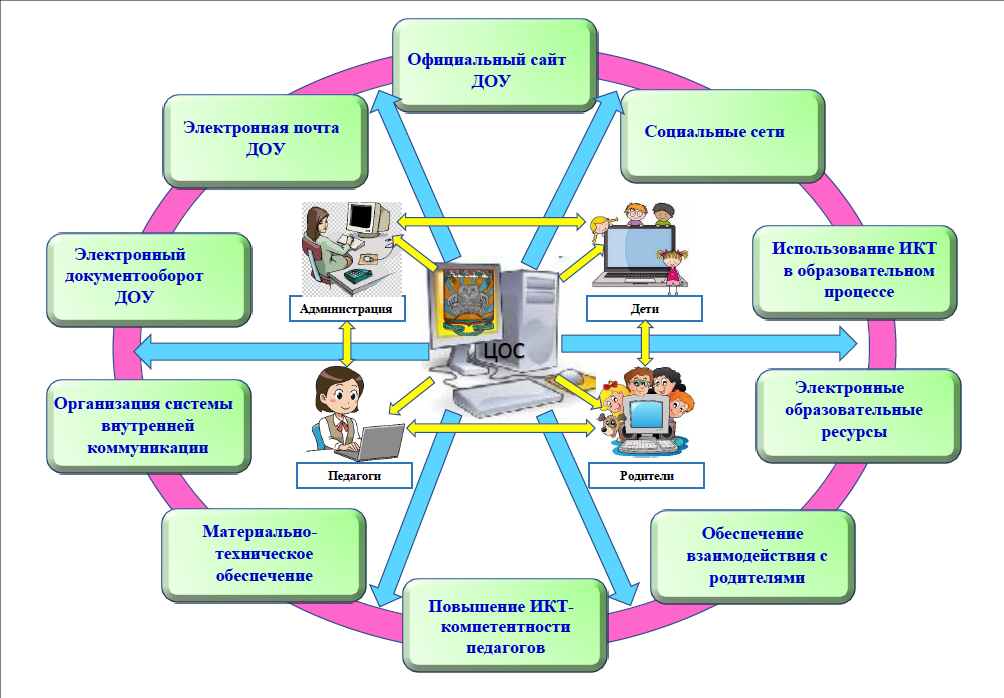 Официальный сайт
ДОУ
Электронная почта
ДОУ
Социальные сети
Электронный
документооборот
ДОУ
Использование ИКТ
в образовательном
процессе
Администрация
Дети
ЦОС
Организация системы
внутренней
коммуникации
Электронные
образовательные
ресурсы
Педагоги
Родители
Материально-
техническое
обеспечение
Обеспечение
взаимодействия с
родителями
Повышение ИКТ-
компетентности
педагогов